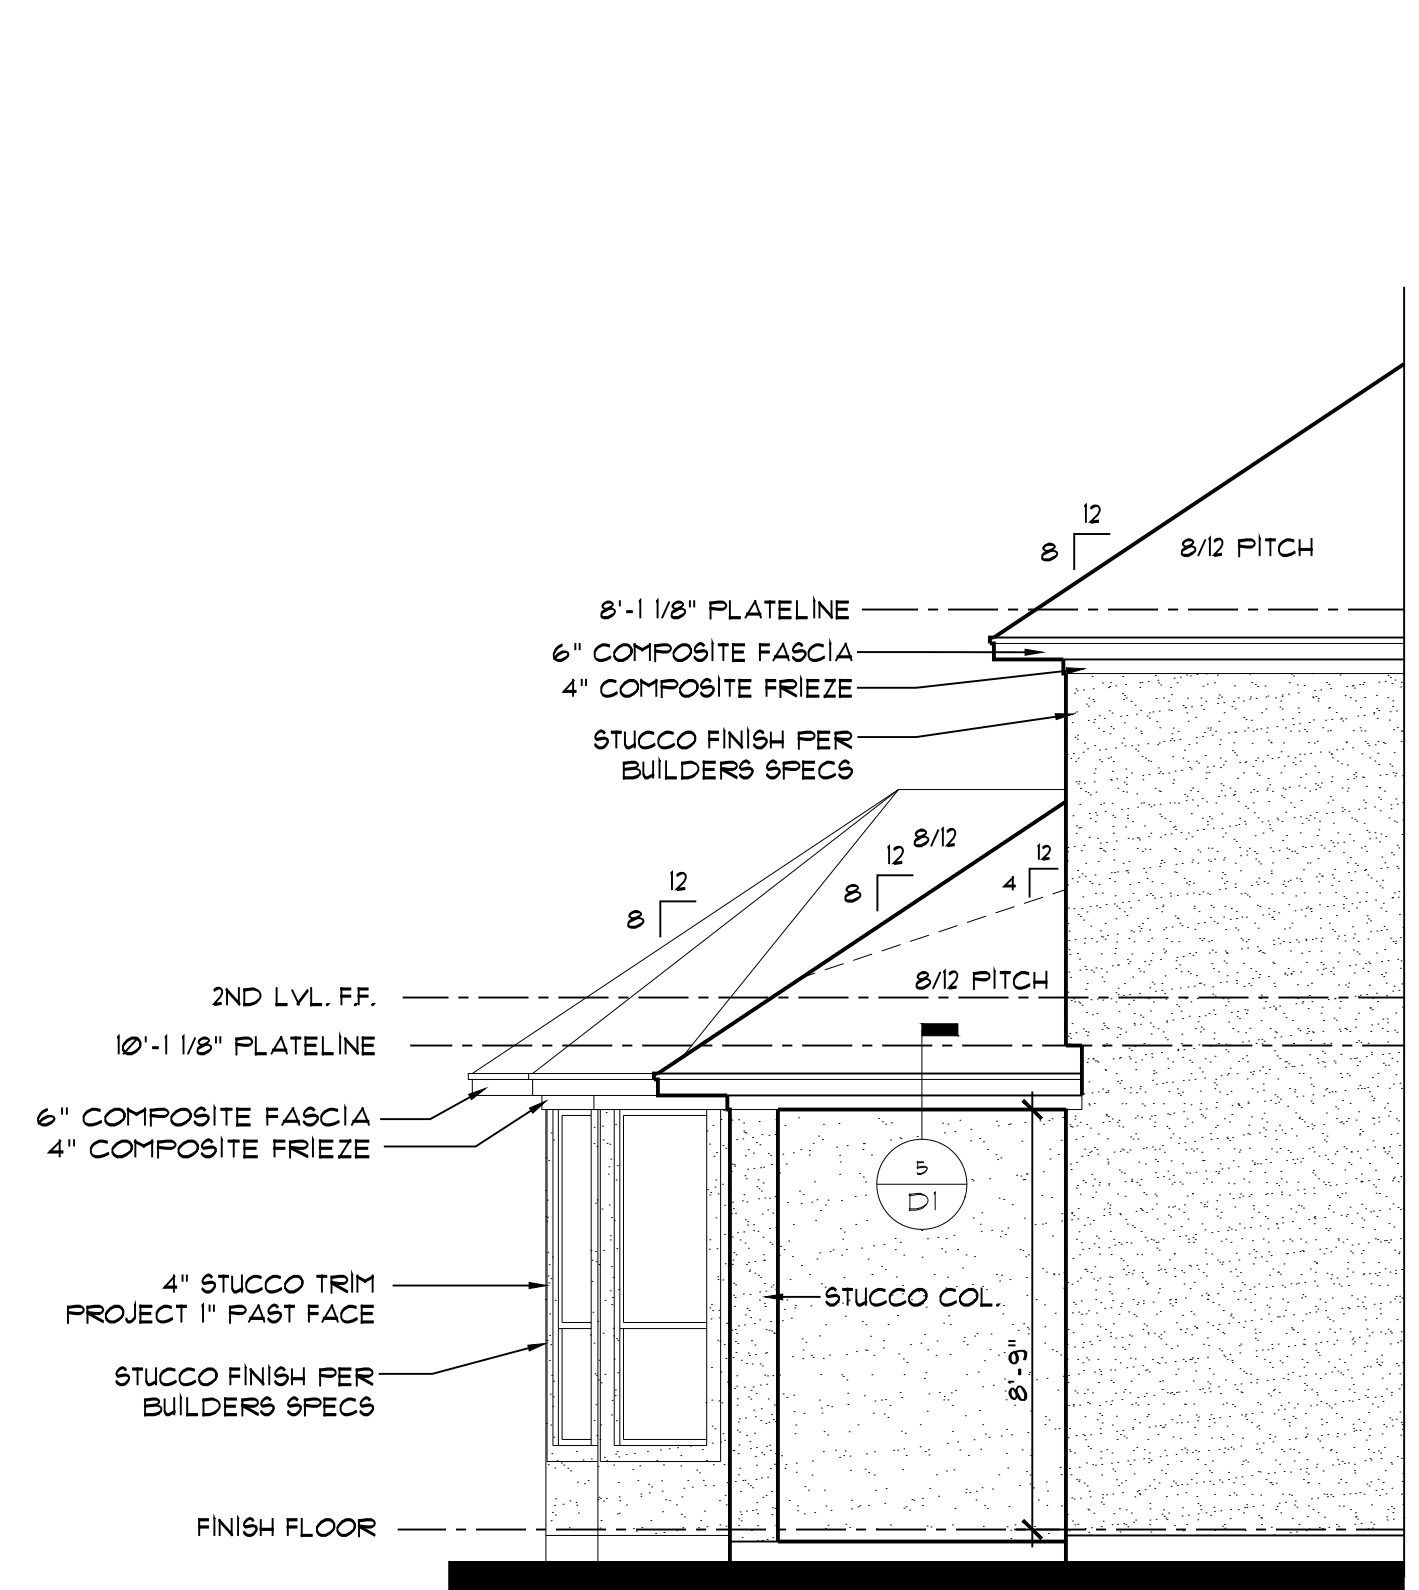 12
8
8/12 PITCH
8'-1 1/8" PLATELINE
6" COMPOSITE FASCIA
4" COMPOSITE FRIEZE
STUCCO FINISH PER
BUILDERS SPECS
8/12
12
8
12
4
12
8
8/12 PITCH
2ND LVL. F.F.
10'-1 1/8" PLATELINE
6" COMPOSITE FASCIA
4" COMPOSITE FRIEZE
5
D1
4" STUCCO TRIM
PROJECT 1" PAST FACE
STUCCO COL.
8'-9"
STUCCO FINISH PER
BUILDERS SPECS
FINISH FLOOR